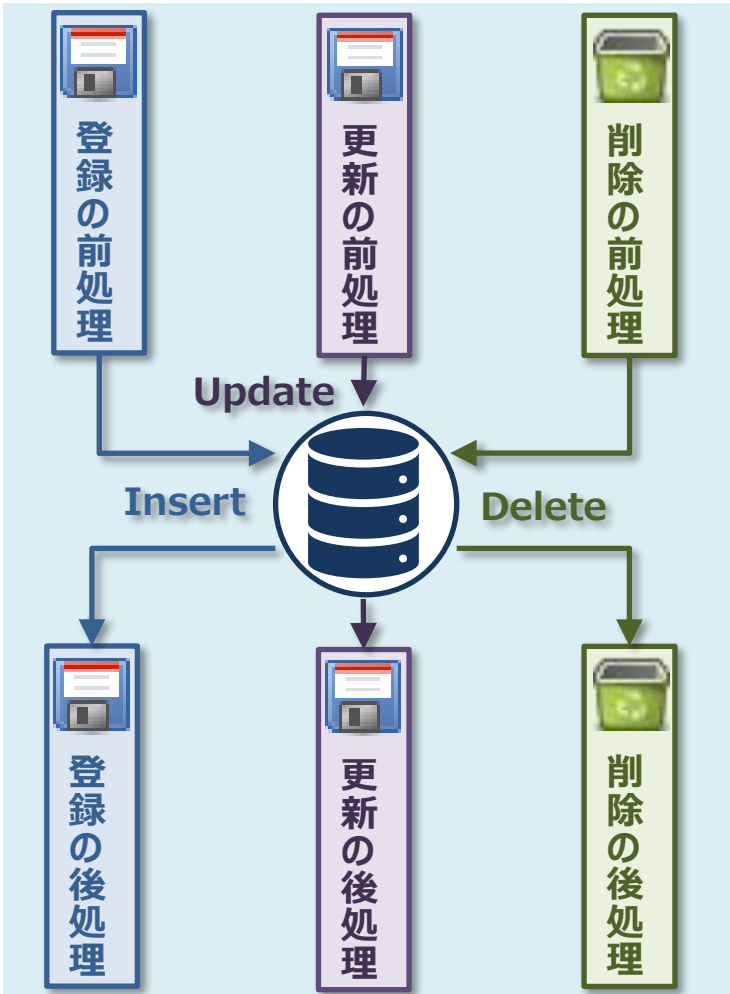 登録の前処理
更新の前処理
削除の前処理
Update
Insert
Delete
登録の後処理
更新の後処理
削除の後処理